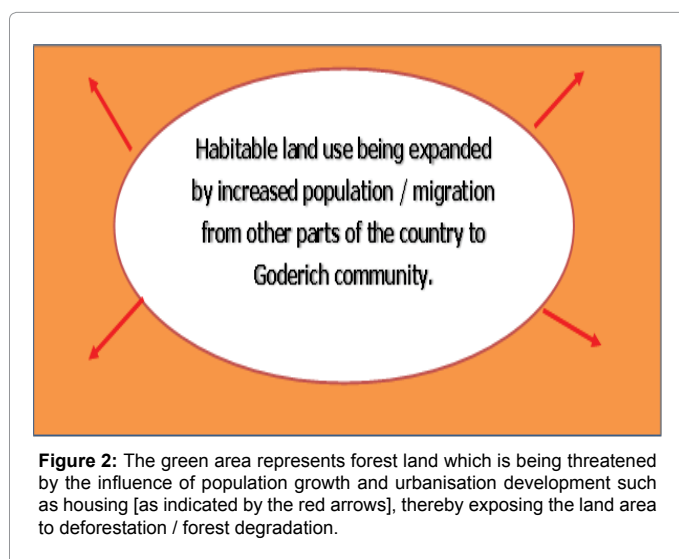 Habitable land use being expanded
by increased population / migration
from other parts of the country to
Goderich community.
Figure 2: The green area represents forest land which is being threatened
by the influence of population growth and urbanisation development such
as housing [as indicated by the red arrows], thereby exposing the land area
to deforestation / forest degradation.